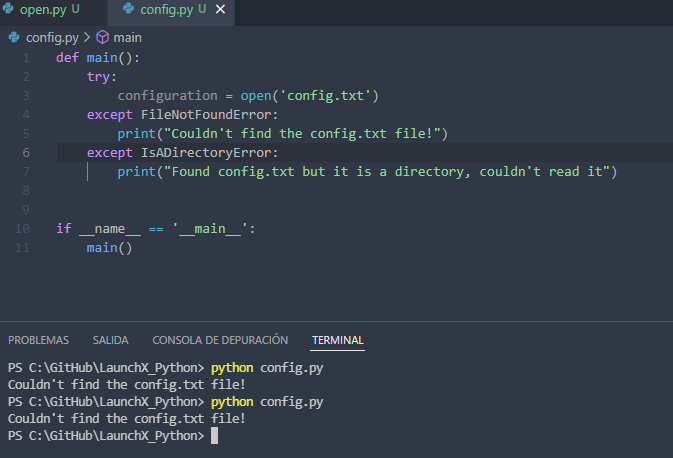 open.py U config.py U
config.py > main
1 def main():
2 try:
3 configuration = open('config.txt')
4 except FileNotFoundError:
5 print("Couldn't find the config.txt file!")
6 except IsADirectoryError:
7 print("Found config.txt but it is a directory, couldn't read it")
8
9
10 if __name__ == '__main__':
11 main()
PROBLEMAS SALIDA CONSOLA DE DEPURACIÓN TERMINAL
PS C:\GitHub\LaunchX_Python> python config.py
Couldn't find the config.txt file!
PS C:\GitHub\LaunchX_Python> python config.py
Couldn't find the config.txt file!
PS C:\GitHub\LaunchX_Python>